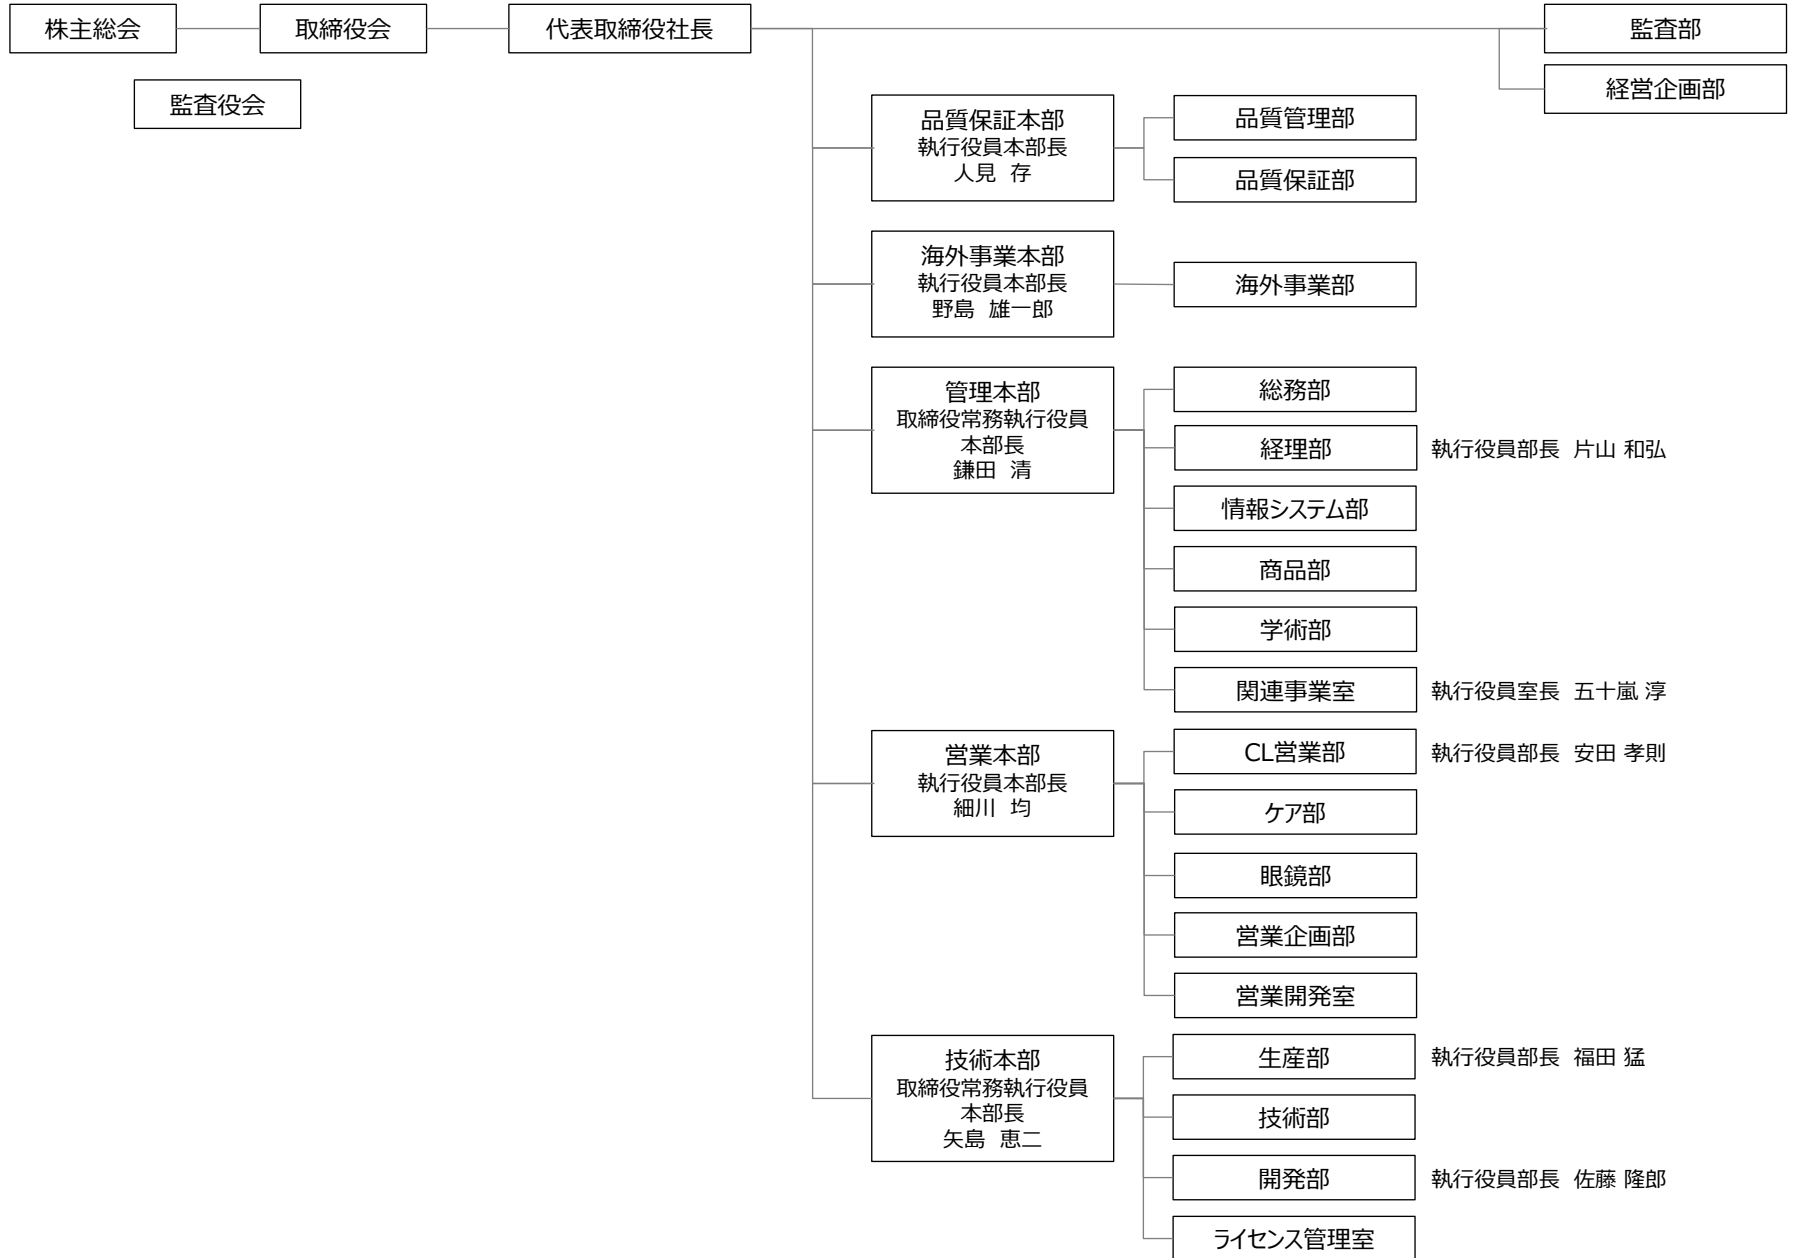 株主総会
取締役会
代表取締役社長
監査部
経営企画部
監査役会
品質保証本部
執行役員本部長
人見 存
品質管理部
品質保証部
海外事業本部
執行役員本部長
野島 雄一郎
海外事業部
管理本部
取締役常務執行役員
本部長
鎌田 清
総務部
経理部
執行役員部長 片山 和弘
情報システム部
商品部
学術部
関連事業室
執行役員室長 五十嵐 淳
営業本部
執行役員本部長
細川 均
CL営業部
執行役員部長 安田 孝則
ケア部
眼鏡部
営業企画部
営業開発室
技術本部
取締役常務執行役員
本部長
矢島 恵二
生産部
執行役員部長 福田 猛
技術部
開発部
執行役員部長 佐藤 隆郎
ライセンス管理室